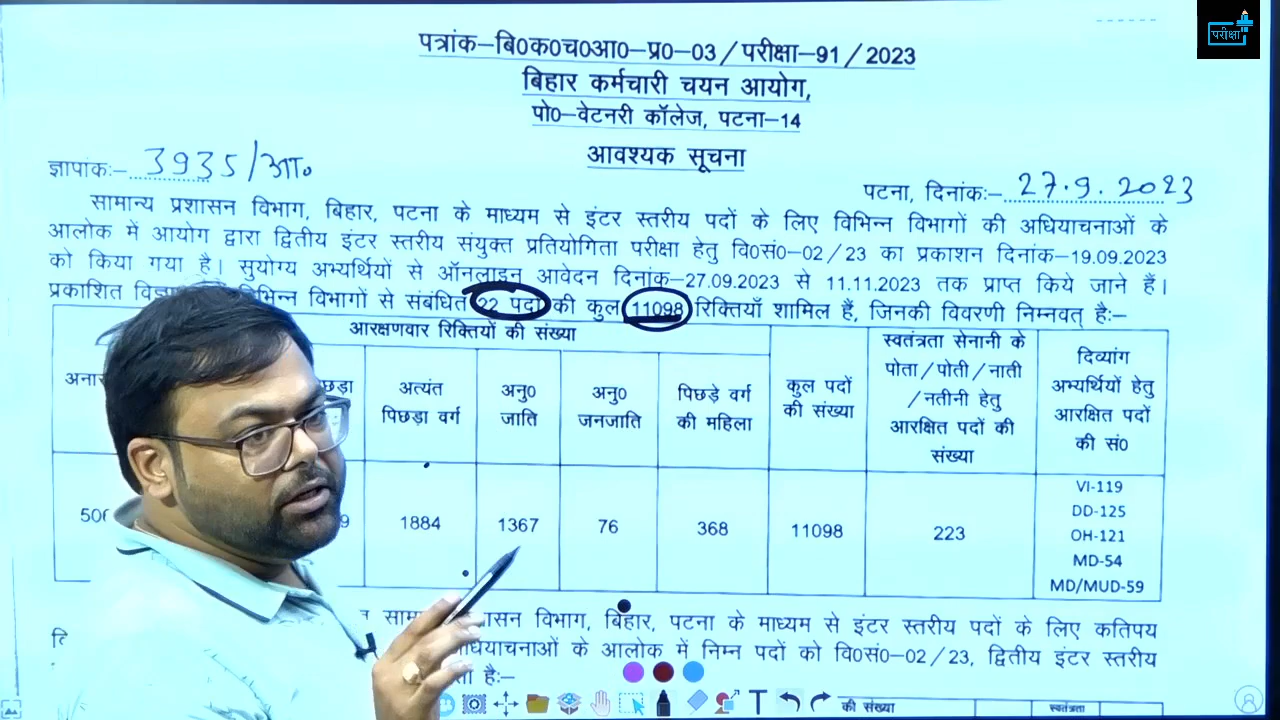 परीक्षा
पत्रांक–बि0क0च0आ0–प्र0–03/परीक्षा–91/2023
बिहार कर्मचारी चयन आयोग,
पो0–वेटनरी कॉलेज, पटना–14
आवश्यक सूचना
ज्ञापांकः–3935/आ०
पटना, दिनांकः–27.9.2023
सामान्य प्रशासन विभाग, बिहार, पटना के माध्यम से इंटर स्तरीय पदों के लिए विभिन्न विभागों की अधियाचनाओं के
आलोक में आयोग द्वारा द्वितीय इंटर स्तरीय संयुक्त प्रतियोगिता परीक्षा हेतु वि0सं0–02/23 का प्रकाशन दिनांक–19.09.2023
को किया गया है। सुयोग्य अभ्यर्थियों से ऑनलाइन आवेदन दिनांक–27.09.2023 से 11.11.2023 तक प्राप्त किये जाने हैं।
प्रकाशित विभागों से संबंधित 22 पदों की कुल 11098 रिक्तियाँ शामिल हैं, जिनकी विवरणी निम्नवत् हैः–
आरक्षणवार रिक्तियों की संख्या
अत्यंत पिछड़ा वर्ग
अनु0 जाति
अनु0 जनजाति
पिछड़े वर्ग की महिला
कुल पदों की संख्या
स्वतंत्रता सेनानी के
पोता/पोती/नाती
/नतीनी हेतु
आरक्षित पदों की
संख्या
दिव्यांग
अभ्यर्थियों हेतु
आरक्षित पदों
की सं0
1884 1367 76 368 11098 223
VI-119
DD-125
OH-121
MD-54
MD/MUD-59
विभाग, बिहार, पटना के माध्यम से इंटर स्तरीय पदों के लिए कतिपय
के आलोक में निम्न पदों को वि0सं0–02/23, द्वितीय इंटर स्तरीय
हैः–
की संख्या स्वतंत्रता